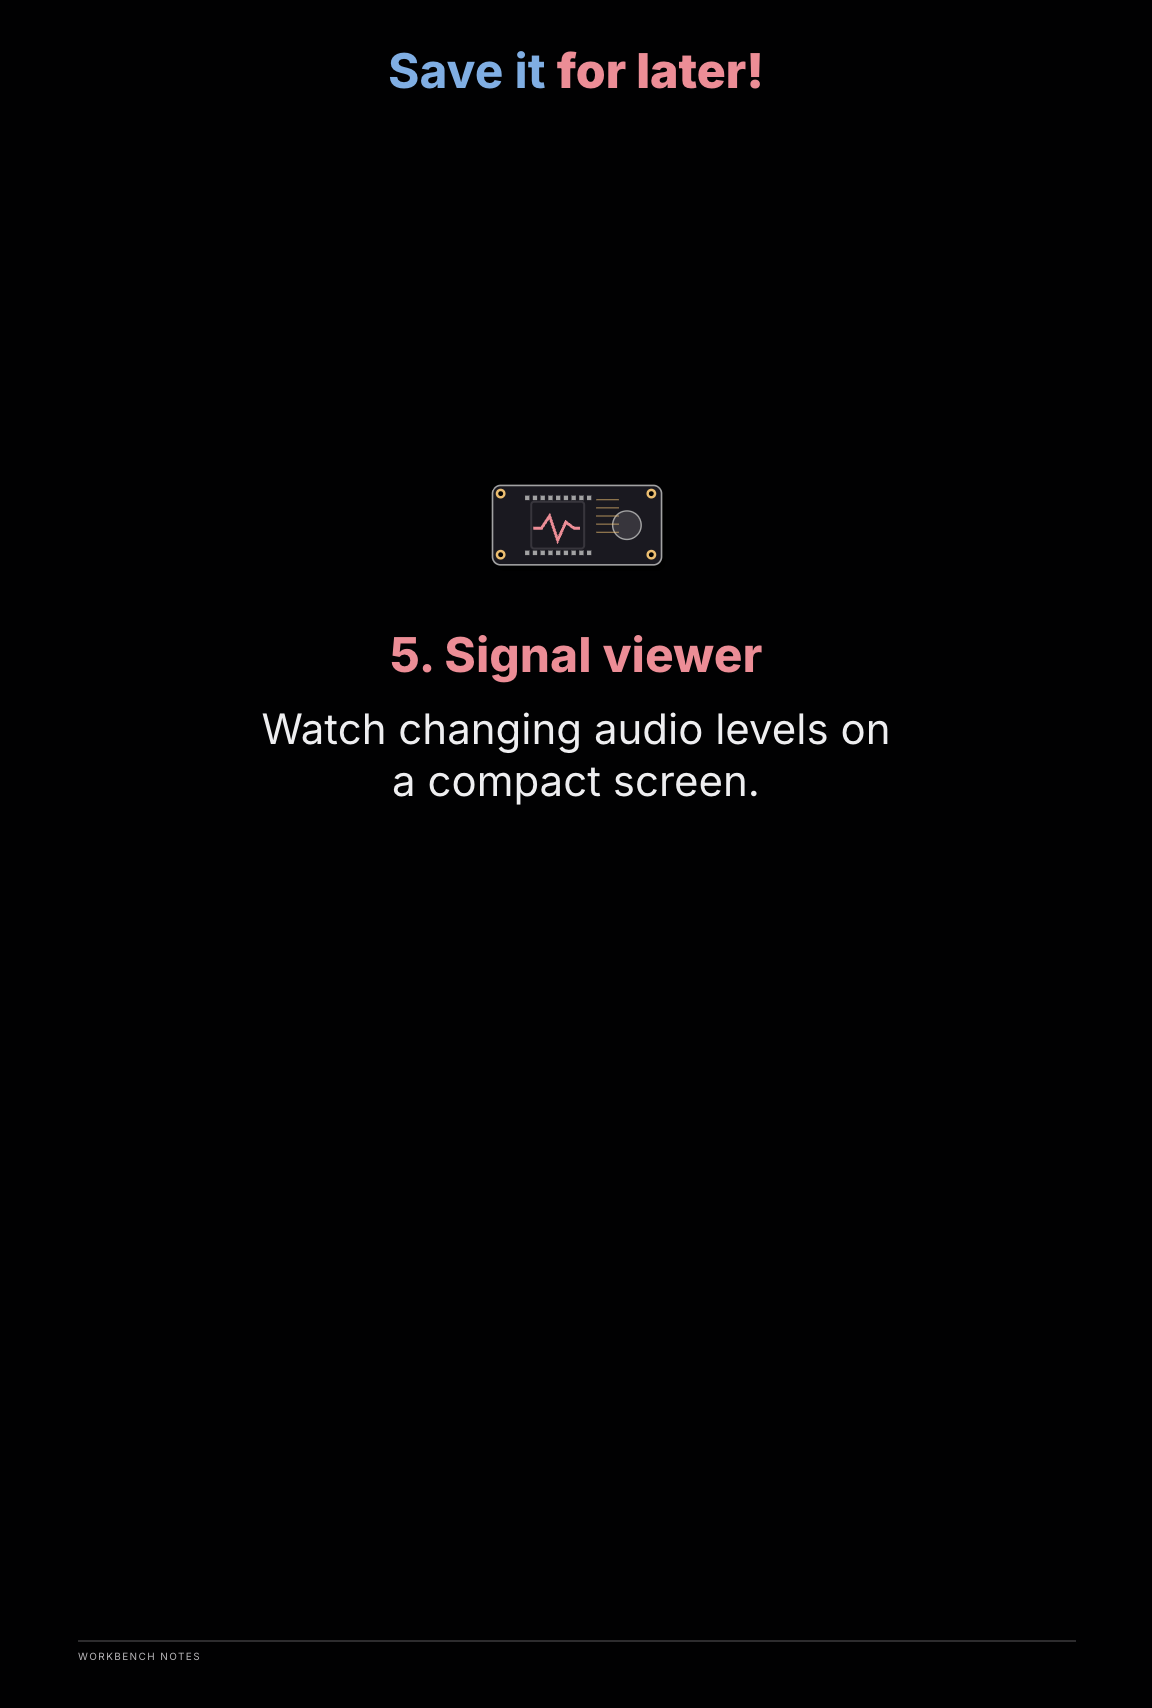 Save it for later!
5. Signal viewer
Watch changing audio levels on
a compact screen.
WORKBENCH NOTES